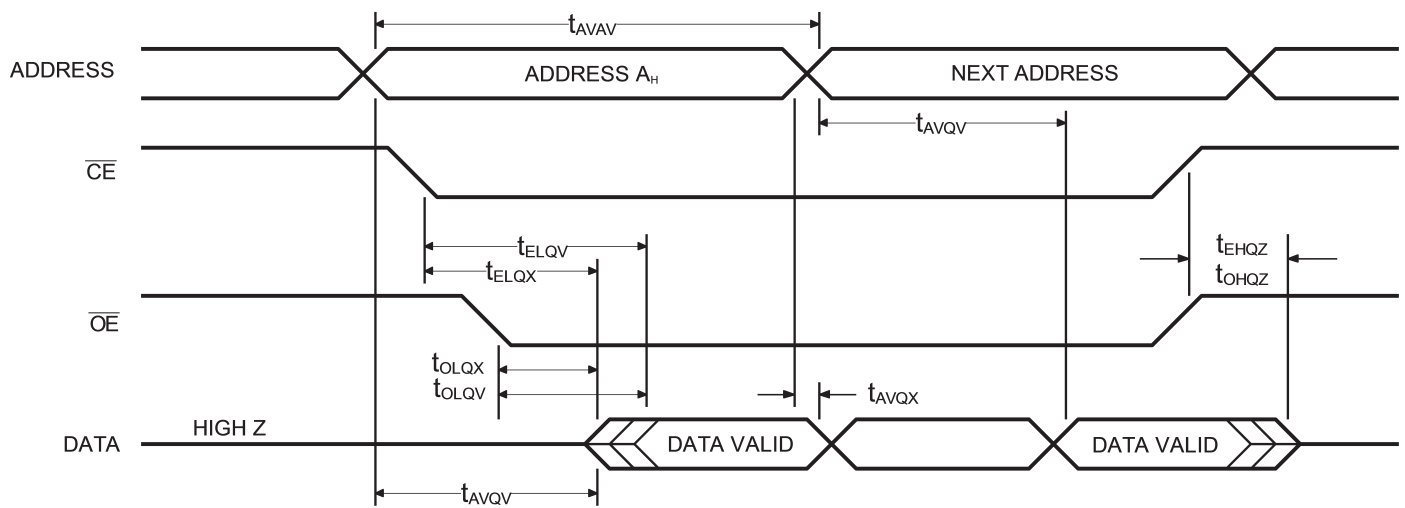 tAVAV
ADDRESS
ADDRESS AH
NEXT ADDRESS
tAVQV
CE
tELQV
tELQX
tEHQZ
tOHQZ
OE
tOLQX
tOLQV
tAVQX
DATA
HIGH Z
DATA VALID
DATA VALID
tAVQV